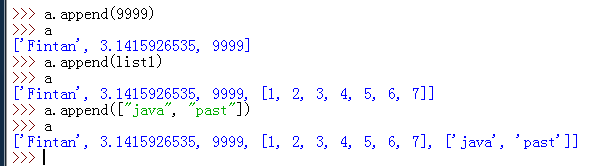 >>> a.append(9999)
>>> a
['Fintan', 3.1415926535, 9999]
>>> a.append(list1)
>>> a
['Fintan', 3.1415926535, 9999, [1, 2, 3, 4, 5, 6, 7]]
>>> a.append(["java", "past"])
>>> a
['Fintan', 3.1415926535, 9999, [1, 2, 3, 4, 5, 6, 7], ['java', 'past']]
>>>